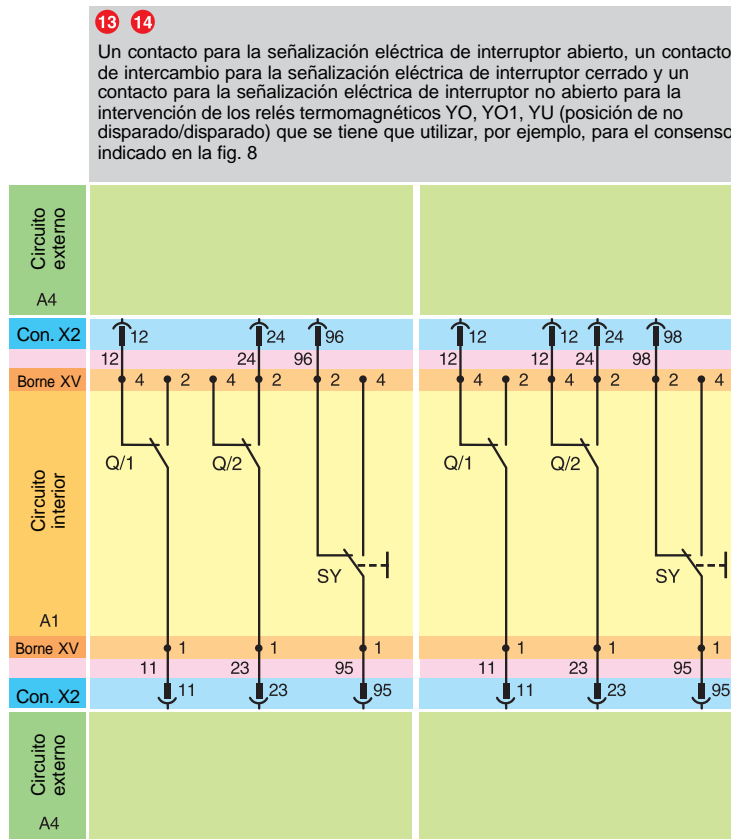 13 14
Un contacto para la señalización eléctrica de interruptor abierto, un contacto
de intercambio para la señalización eléctrica de interruptor cerrado y un
contacto para la señalización eléctrica de interruptor no abierto para la
intervención de los relés termomagnéticos YO, YO1, YU (posición de no
disparado/disparado) que se tiene que utilizar, por ejemplo, para el consenso
indicado en la fig. 8
Circuito
externo
A4
Con. X2 12 24 96 12 12 24 98
12 24 96 12 12 24 98
Borne XV 4 2 4 2 2 4 4 2 4 2 2 4
Q/1 Q/2 Q/1 Q/2
Circuito
interior
SY SY
A1
Borne XV 1 1 1 1 1 1
11 23 95 11 23 95
Con. X2 11 23 95 11 23 95
Circuito
externo
A4